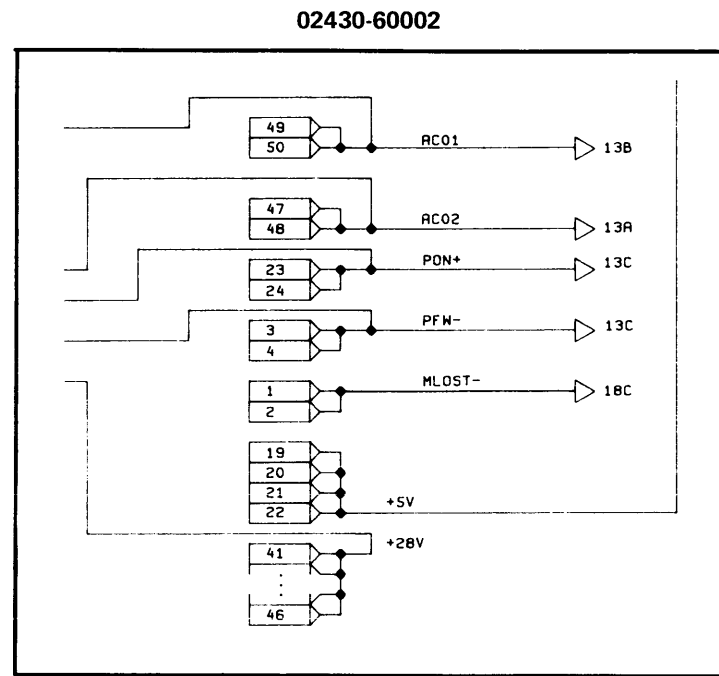 02430-60002
49
50
AC01
13B
47
48
AC02
13A
23
24
PON+
13C
3
4
PFW-
13C
1
2
MLOST-
18C
19
20
21
22
+5V
+28V
41
46